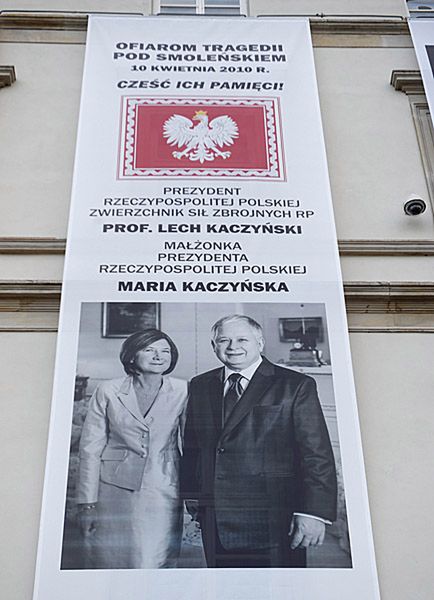 OFIAROM TRAGEDII
POD SMOLEŃSKIEM
10 KWIETNIA 2010 R.
CZEŚĆ ICH PAMIĘCI!
PREZYDENT
RZECZYPOSPOLITEJ POLSKIEJ
ZWIERZCHNIK SIŁ ZBROJNYCH RP
PROF. LECH KACZYŃSKI
MAŁŻONKA
PREZYDENTA
RZECZYPOSPOLITEJ POLSKIEJ
MARIA KACZYŃSKA